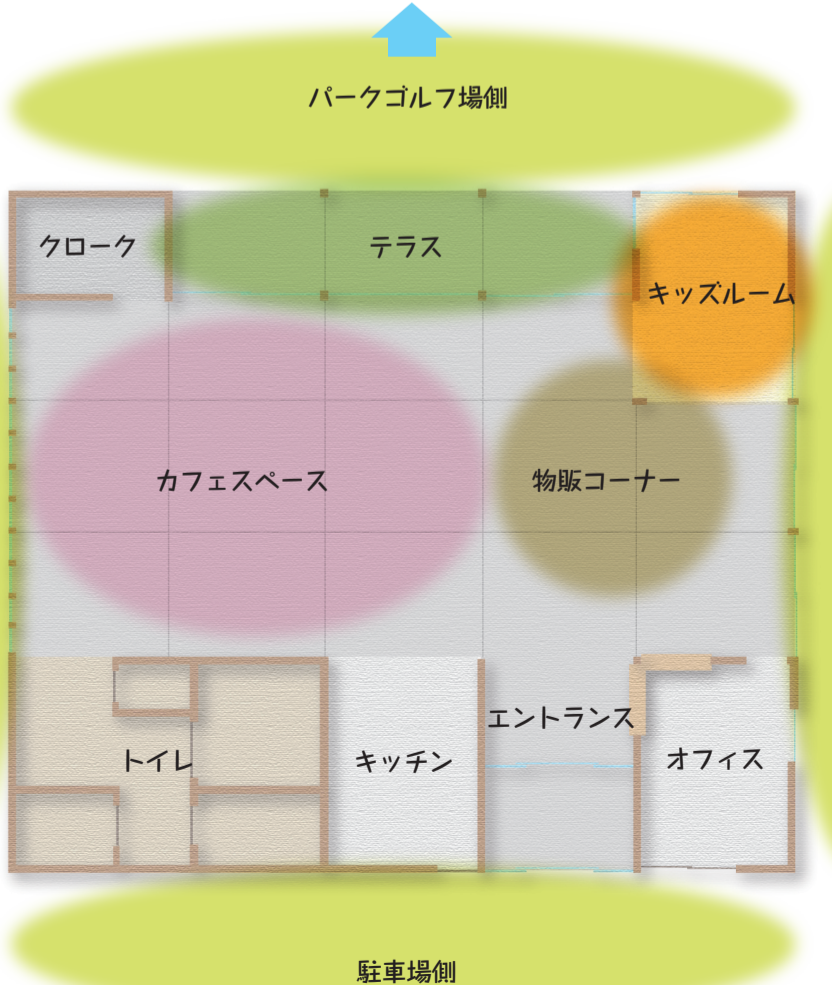 パークゴルフ場側
クローク
テラス
キッズルーム
カフェスペース
物販コーナー
エントランス
トイレ
キッチン
オフィス
駐車場側